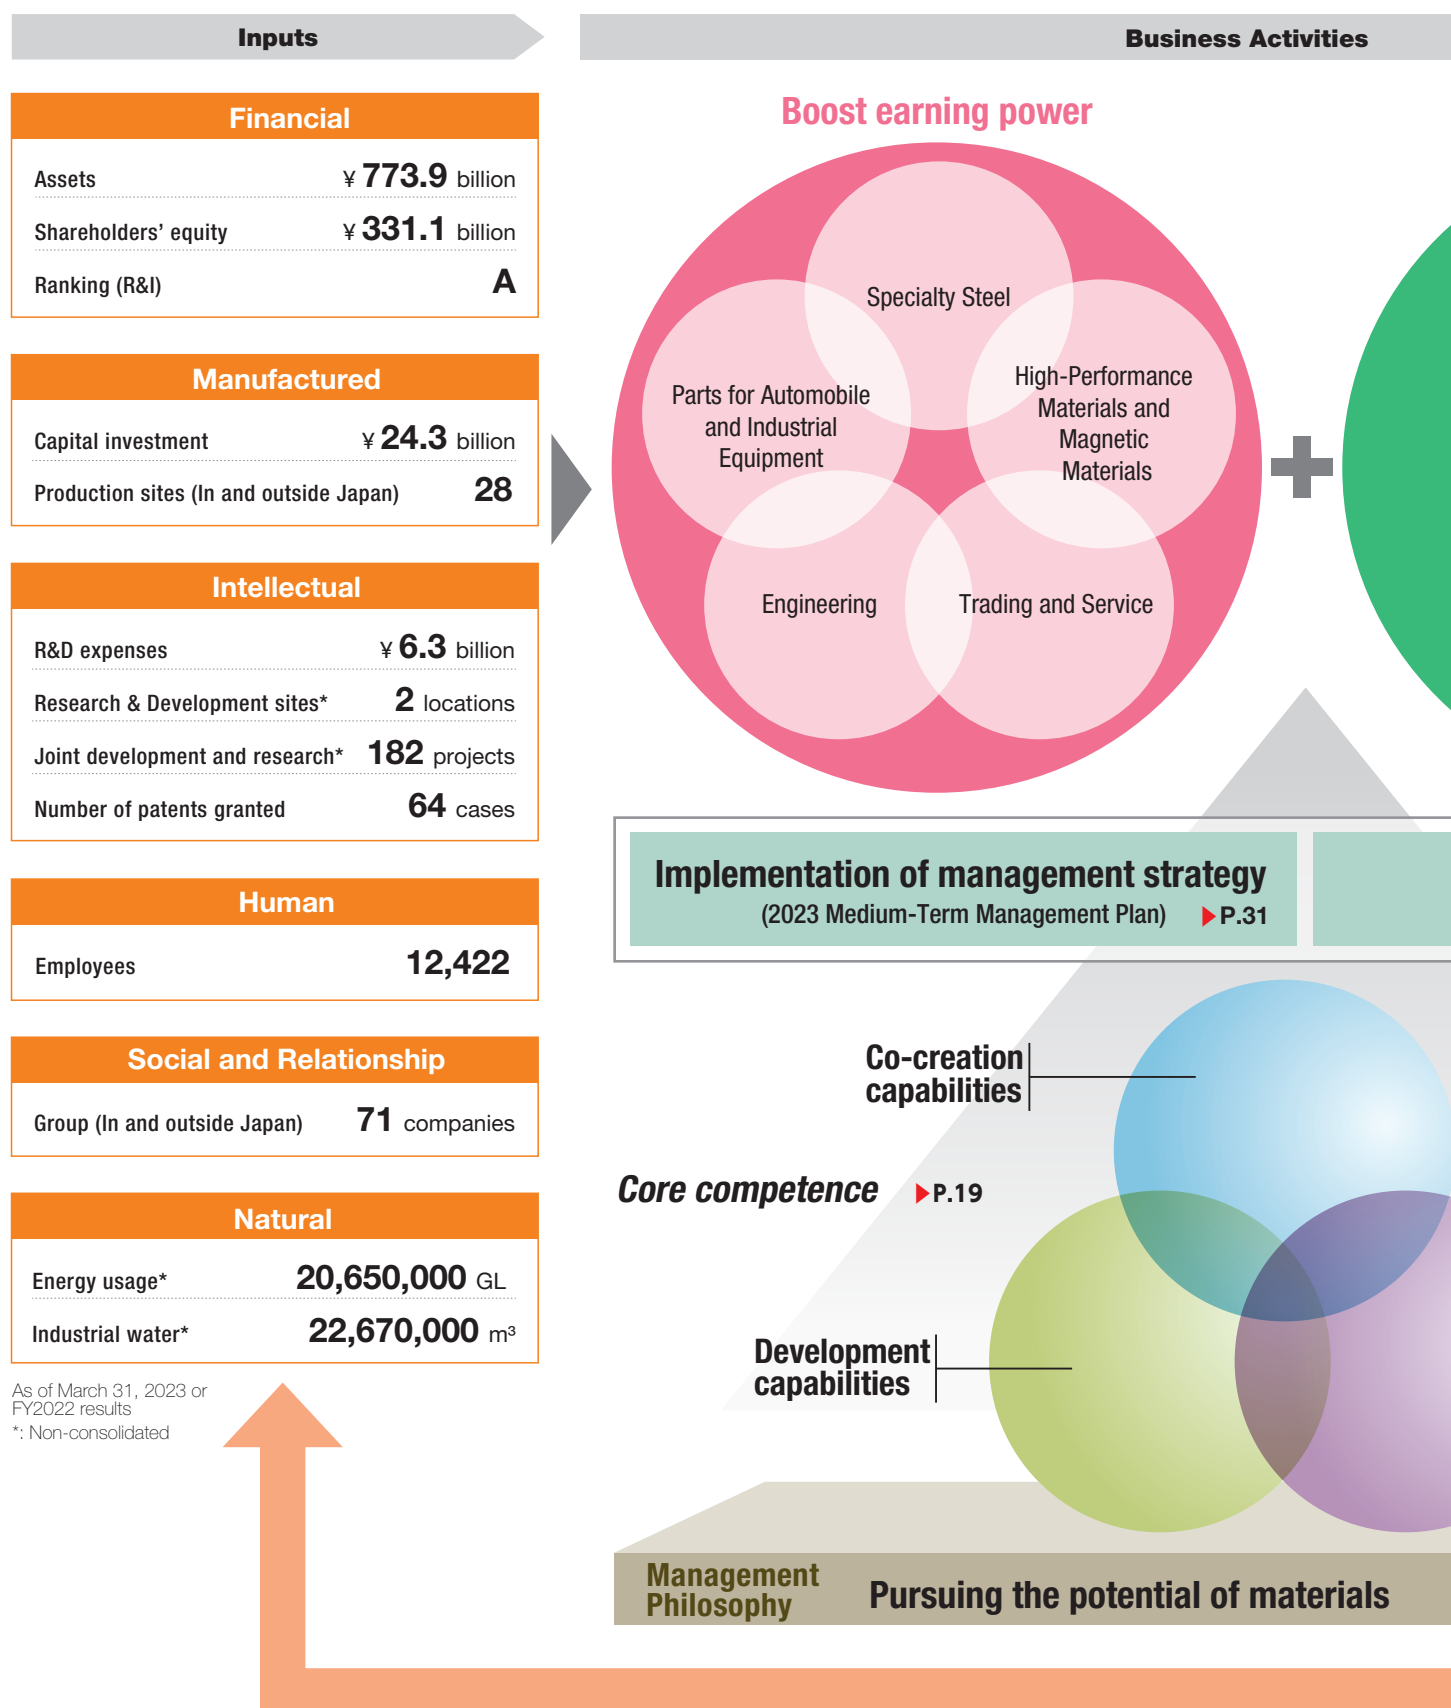 Inputs
Financial
Assets ¥ 773.9 billion
Shareholders’ equity ¥ 331.1 billion
Ranking (R&I) A
Manufactured
Capital investment ¥ 24.3 billion
Production sites (In and outside Japan) 28
Intellectual
R&D expenses ¥ 6.3 billion
Research & Development sites* 2 locations
Joint development and research* 182 projects
Number of patents granted 64 cases
Human
Employees 12,422
Social and Relationship
Group (In and outside Japan) 71 companies
Natural
Energy usage* 20,650,000 GL
Industrial water* 22,670,000 m³
As of March 31, 2023 or
FY2022 results
*: Non-consolidated
Business Activities
Boost earning power
Specialty Steel
Parts for Automobile
and Industrial
Equipment
High-Performance
Materials and
Magnetic
Materials
Engineering
Trading and Service
Implementation of management strategy
(2023 Medium-Term Management Plan) P.31
Co-creation
capabilities
Core competence P.19
Development
capabilities
Management
Philosophy
Pursuing the potential of materials